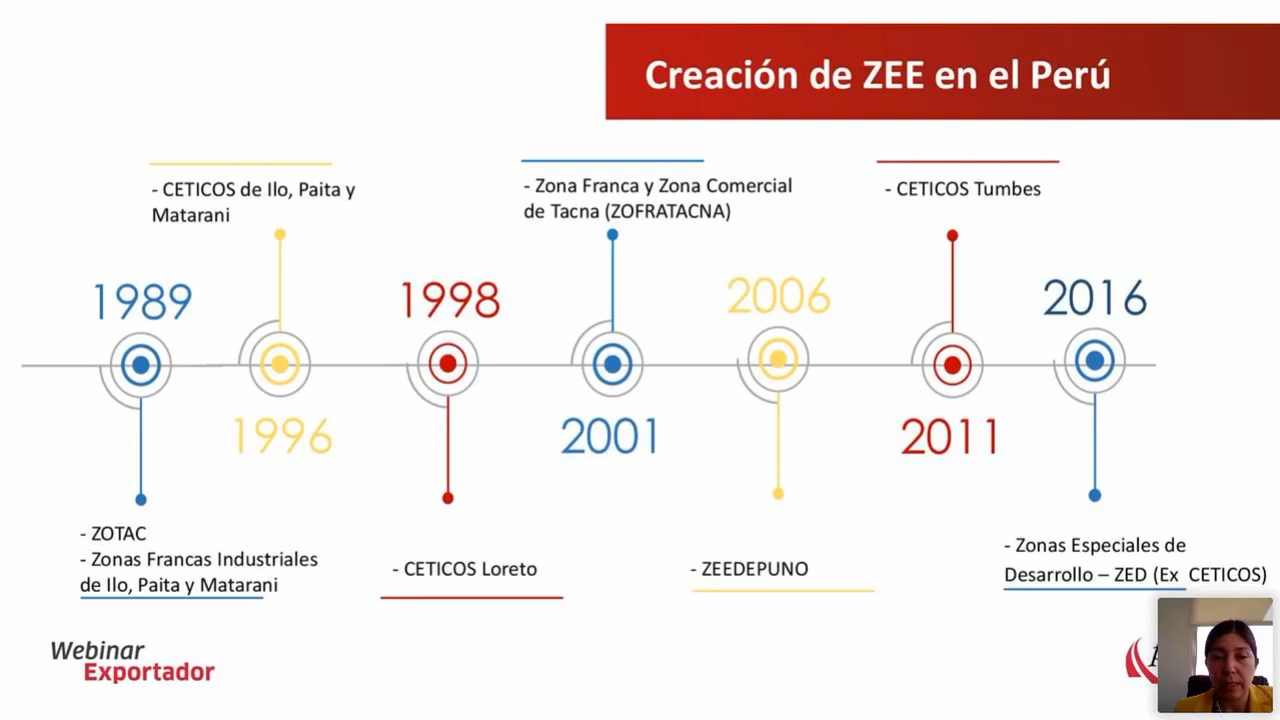 Creación de ZEE en el Perú
- CETICOS de Ilo, Paita y
Matarani
- Zona Franca y Zona Comercial
de Tacna (ZOFRATACNA)
- CETICOS Tumbes
1989
1998
2006
2016
1996
2001
2011
- ZOTAC
- Zonas Francas Industriales
de Ilo, Paita y Matarani
- CETICOS Loreto
- ZEEDEPUNO
- Zonas Especiales de
Desarrollo – ZED (Ex CETICOS)
Webinar
Exportador